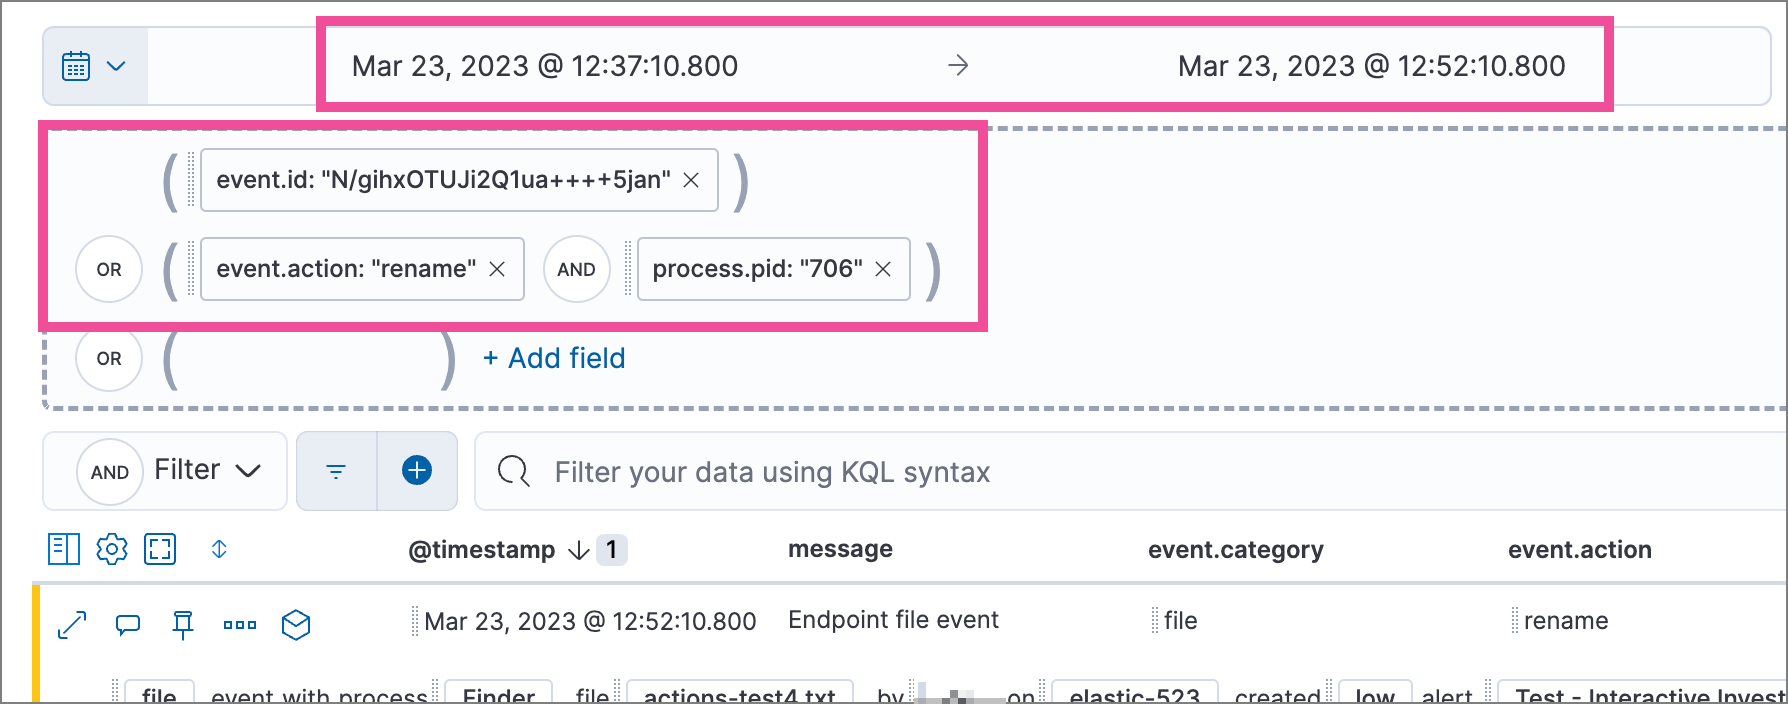 Mar 23, 2023 @ 12:37:10.800 → Mar 23, 2023 @ 12:52:10.800
( event.id: "N/gihxOTUJi2Q1ua++++5jan" × )
OR ( event.action: "rename" × AND process.pid: "706" × )
OR ( ) + Add field
AND Filter Filter your data using KQL syntax
@timestamp ↓ 1 message event.category event.action
Mar 23, 2023 @ 12:52:10.800 Endpoint file event file rename
file event with process Finder file actions-test4.txt by on elastic-523 created low alert Test - Interactive Invest